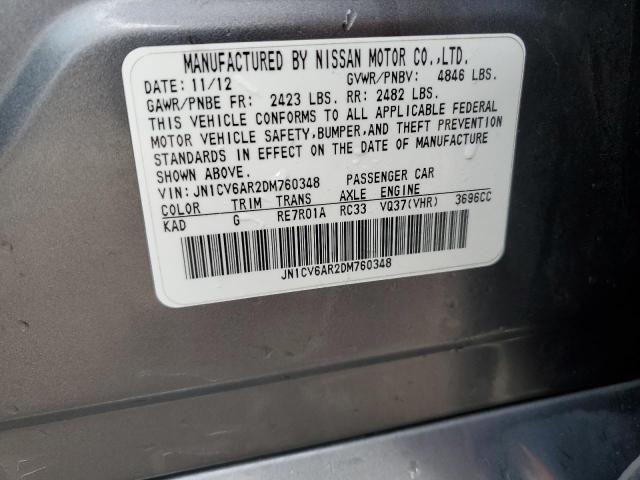 MANUFACTURED BY NISSAN MOTOR CO.,LTD.
DATE: 11/12 GVWR/PNBV: 4846 LBS.
GAWR/PNBE FR: 2423 LBS. RR: 2482 LBS.
THIS VEHICLE CONFORMS TO ALL APPLICABLE FEDERAL
MOTOR VEHICLE SAFETY,BUMPER,AND THEFT PREVENTION
STANDARDS IN EFFECT ON THE DATE OF MANUFACTURE
SHOWN ABOVE.
VIN: JN1CV6AR2DM760348 PASSENGER CAR
COLOR TRIM TRANS AXLE ENGINE
KAD G RE7R01A RC33 VQ37(VHR) 3696CC
JN1CV6AR2DM760348